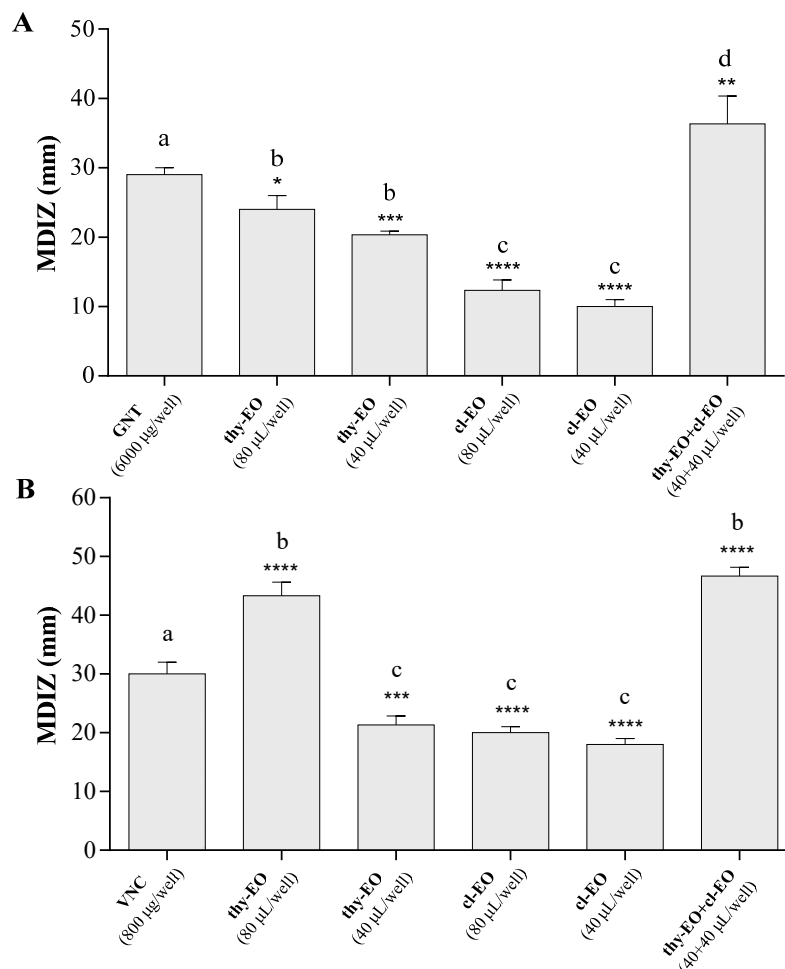 A
50
40
30
20
10
0
MDIZ (mm)
a
b
*
b
***
c
****
c
****
d
**
GNT
(6000 µg/well)
thy-EO
(80 µL/well)
thy-EO
(40 µL/well)
cl-EO
(80 µL/well)
cl-EO
(40 µL/well)
thy-EO+cl-EO
(40+40 µL/well)
B
60
50
40
30
20
10
0
MDIZ (mm)
a
b
****
c
***
c
****
c
****
b
****
VNC
(800 µg/well)
thy-EO
(80 µL/well)
thy-EO
(40 µL/well)
cl-EO
(80 µL/well)
cl-EO
(40 µL/well)
thy-EO+cl-EO
(40+40 µL/well)